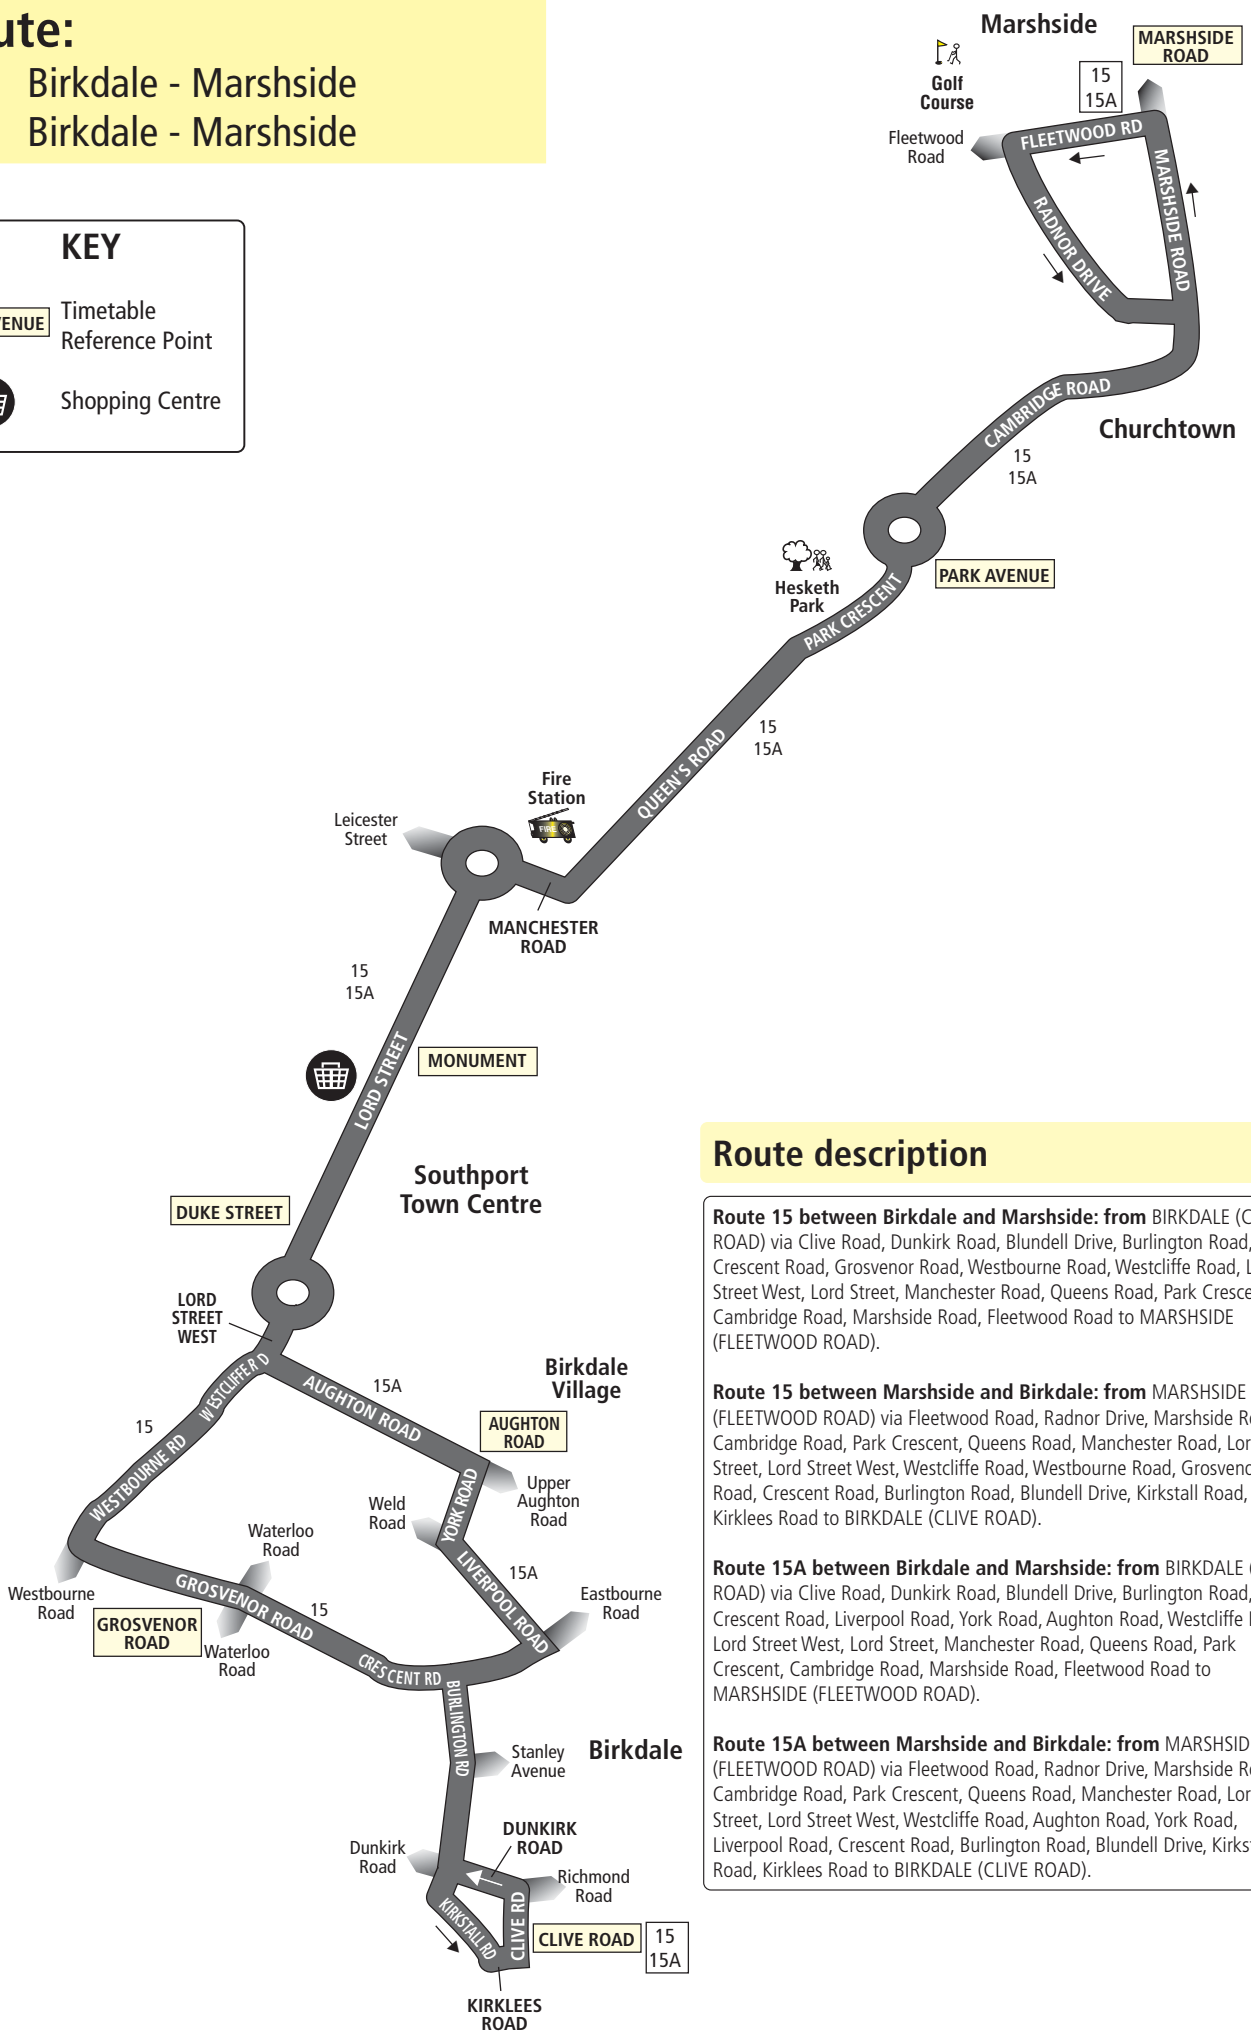 Birkdale - Marshside
Birkdale - Marshside
KEY
Timetable
Reference Point
Shopping Centre
Marshside
MARSHSIDE
ROAD
Golf
Course
15
15A
Fleetwood
Road
FLEETWOOD RD
MARSHSIDE ROAD
RADNOR DRIVE
CAMBRIDGE ROAD
Churchtown
15
15A
PARK AVENUE
Hesketh
Park
PARK CRESCENT
15
15A
QUEEN'S ROAD
Fire
Station
FIRE
Leicester
Street
MANCHESTER
ROAD
15
15A
LORD STREET
MONUMENT
Southport
Town Centre
DUKE STREET
LORD
STREET
WEST
WESTCLIFFE R D
AUGHTON ROAD
15A
Birkdale
Village
AUGHTON
ROAD
15
WESTBOURNE RD
Upper
Aughton
Road
YORK ROAD
Weld
Road
Waterloo
Road
LIVERPOOL ROAD
15A
Westbourne
Road
GROSVENOR ROAD
15
Eastbourne
Road
GROSVENOR
ROAD
Waterloo
Road
CRESCENT RD
BURLINGTON RD
Stanley
Avenue
Birkdale
Dunkirk
Road
DUNKIRK
ROAD
Richmond
Road
KIRKSTALL RD
CLIVE RD
CLIVE ROAD
15
15A
KIRKLEES
ROAD
Route description
Route 15 between Birkdale and Marshside: from BIRKDALE
ROAD) via Clive Road, Dunkirk Road, Blundell Drive, Burlington Road,
Crescent Road, Grosvenor Road, Westbourne Road, Westcliffe Road,
Street West, Lord Street, Manchester Road, Queens Road, Park
Cambridge Road, Marshside Road, Fleetwood Road to MARSHSIDE
(FLEETWOOD ROAD).
Route 15 between Marshside and Birkdale: from MARSHSIDE
(FLEETWOOD ROAD) via Fleetwood Road, Radnor Drive, Marshside
Cambridge Road, Park Crescent, Queens Road, Manchester Road,
Street, Lord Street West, Westcliffe Road, Westbourne Road,
Road, Crescent Road, Burlington Road, Blundell Drive, Kirkstall Road,
Kirklees Road to BIRKDALE (CLIVE ROAD).
Route 15A between Birkdale and Marshside: from BIRKDALE
ROAD) via Clive Road, Dunkirk Road, Blundell Drive, Burlington Road,
Crescent Road, Liverpool Road, York Road, Aughton Road, Westcliffe
Lord Street West, Lord Street, Manchester Road, Queens Road, Park
Crescent, Cambridge Road, Marshside Road, Fleetwood Road to
MARSHSIDE (FLEETWOOD ROAD).
Route 15A between Marshside and Birkdale: from
(FLEETWOOD ROAD) via Fleetwood Road, Radnor Drive, Marshside
Cambridge Road, Park Crescent, Queens Road, Manchester Road,
Street, Lord Street West, Westcliffe Road, Aughton Road, York Road,
Liverpool Road, Crescent Road, Burlington Road, Blundell Drive,
Road, Kirklees Road to BIRKDALE (CLIVE ROAD).